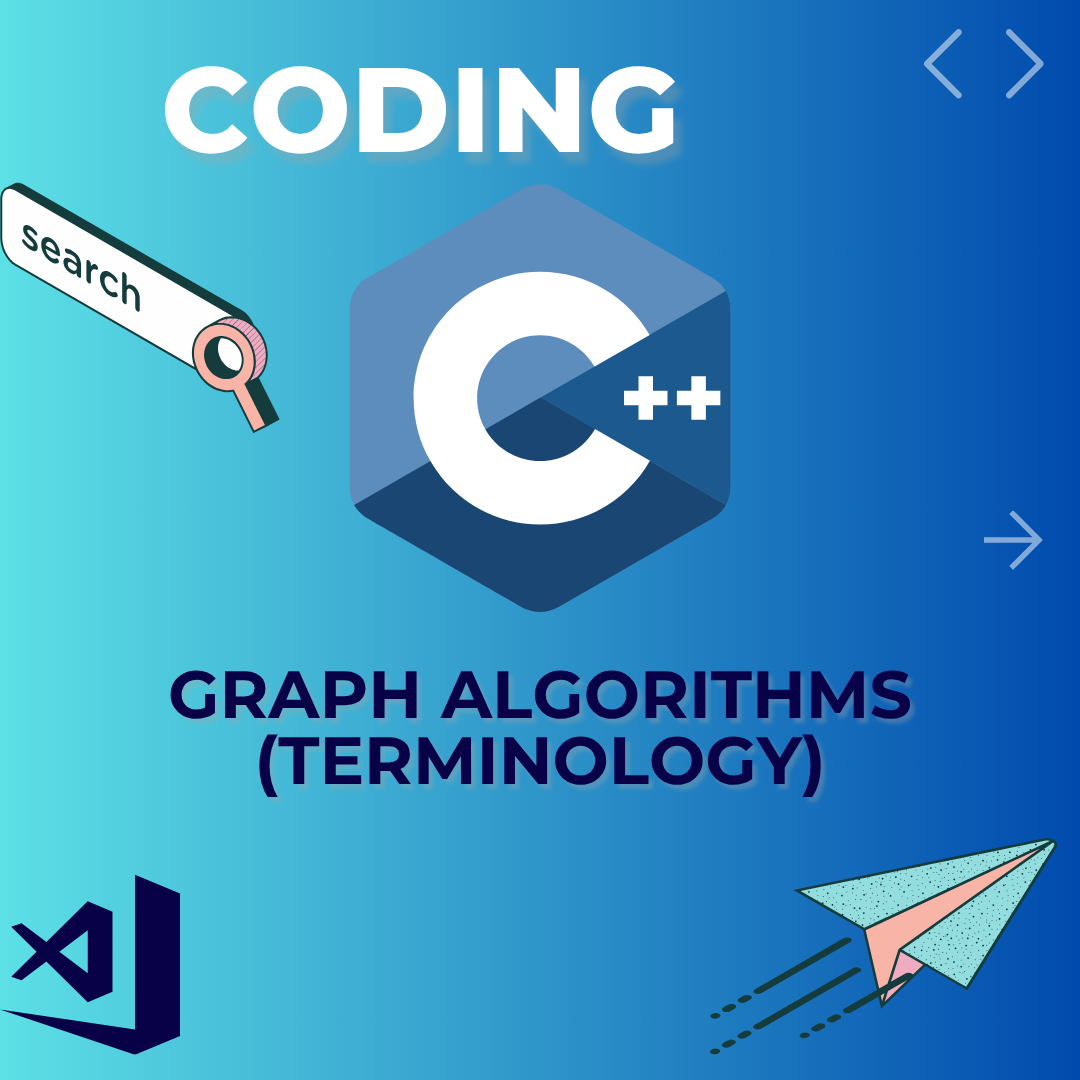 CODING
search
C++
GRAPH ALGORITHMS
(TERMINOLOGY)